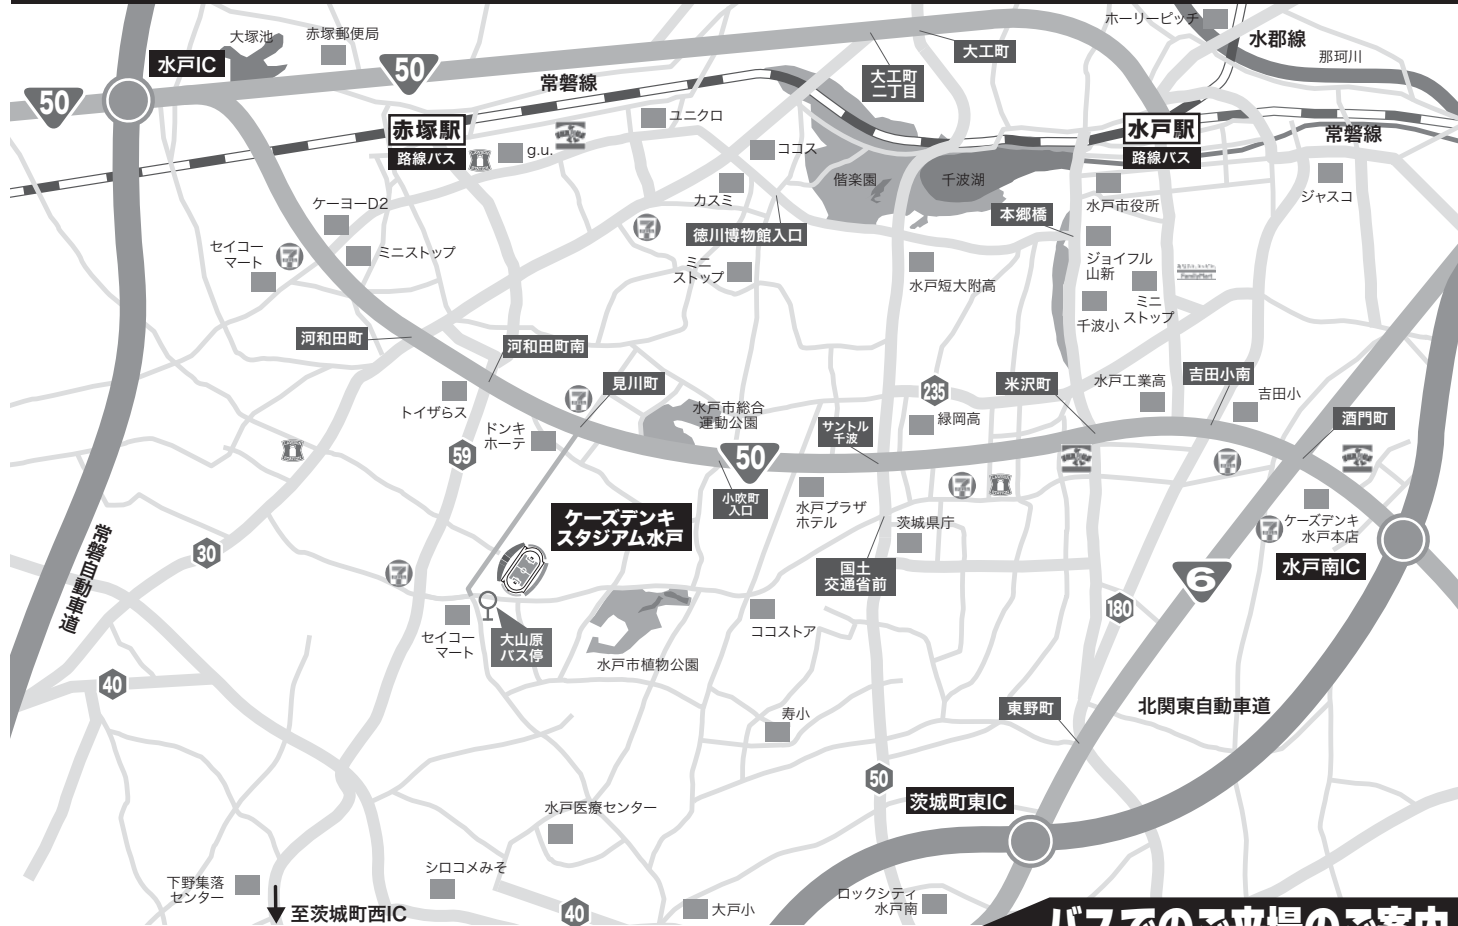 大塚池
赤塚郵便局
ホーリーピッチ
水戸IC
50
50
常磐線
大工町
大工町
二丁目
水郡線
那珂川
赤塚駅
路線バス
ユニクロ
g.u.
ココス
水戸駅
路線バス
常磐線
偕楽園
千波湖
カスミ
ジャスコ
水戸市役所
本郷橋
ケーヨーD2
徳川博物館入口
セイコー
マート
ミニストップ
ミニ
ストップ
水戸短大附高
ジョイフル
山新
ミニ
ストップ
千波小
河和田町
河和田町南
見川町
トイザらス
ドンキ
ホーテ
水戸市総合
運動公園
235
米沢町
水戸工業高
吉田小南
吉田小
緑岡高
サントル
千波
酒門町
59
50
小吹町
入口
水戸プラザ
ホテル
茨城県庁
ケーズデンキ
水戸本店
ケーズデンキ
スタジアム水戸
常磐自動車道
30
国土
交通省前
水戸南IC
6
180
セイコー
マート
大山原
バス停
ココストア
水戸市植物公園
40
寿小
東野町
北関東自動車道
50
茨城町東IC
水戸医療センター
シロコメみそ
下野集落
センター
至茨城町西IC
40
大戸小
ロックシティ
水戸南
バスでのご来場のご案内